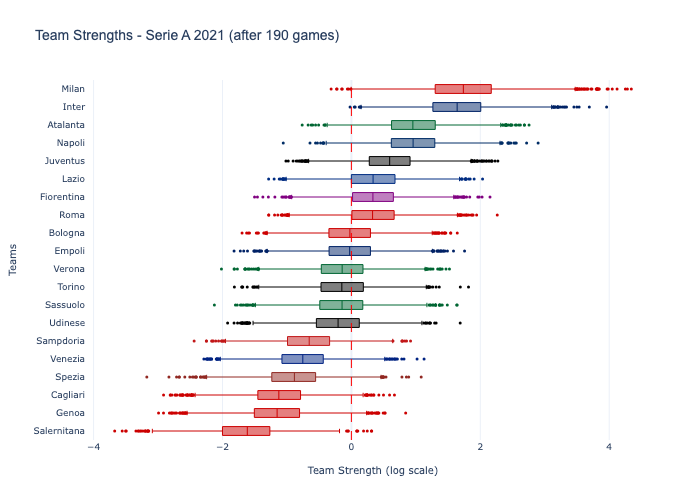 Team Strengths - Serie A 2021 (after 190 games)
Milan
Inter
Atalanta
Napoli
Juventus
Lazio
Fiorentina
Roma
Bologna
Empoli
Verona
Torino
Sassuolo
Udinese
Sampdoria
Venezia
Spezia
Cagliari
Genoa
Salernitana
Teams
−4 −2 0 2 4
Team Strength (log scale)